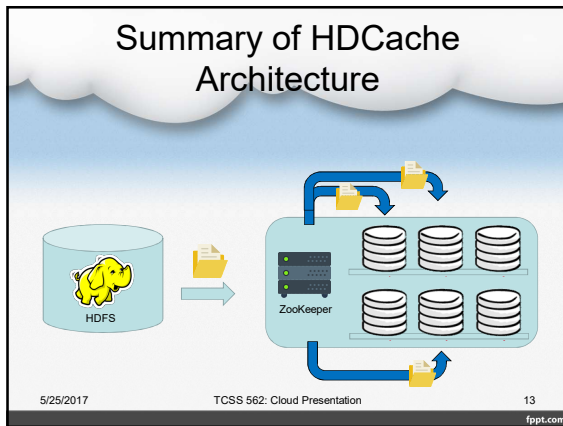 Summary of HDCache
Architecture
HDFS
ZooKeeper
5/25/2017
TCSS 562: Cloud Presentation
13
fppt.com